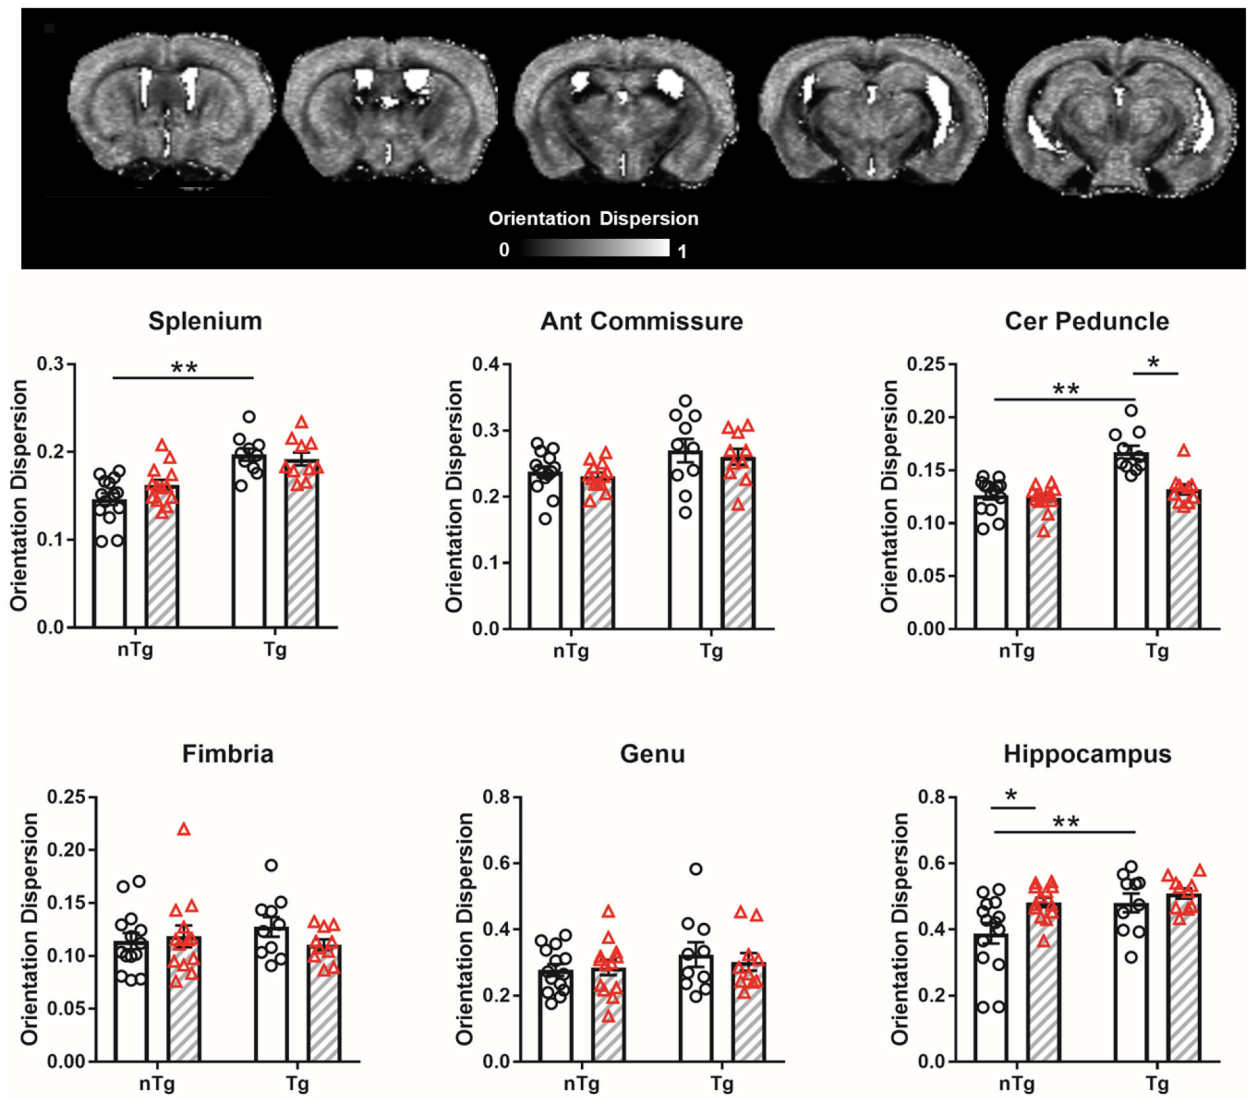 Orientation Dispersion
0 1
Splenium
Ant Commissure
Cer Peduncle
Orientation Dispersion
0.3
0.2
0.1
0.0
**
nTg
Tg
Orientation Dispersion
0.4
0.3
0.2
0.1
0.0
nTg
Tg
Orientation Dispersion
0.25
0.20
0.15
0.10
0.05
0.00
**
*
nTg
Tg
Fimbria
Genu
Hippocampus
Orientation Dispersion
0.25
0.20
0.15
0.10
0.05
0.00
nTg
Tg
Orientation Dispersion
0.8
0.6
0.4
0.2
0.0
nTg
Tg
Orientation Dispersion
0.8
0.6
0.4
0.2
0.0
*
**
nTg
Tg